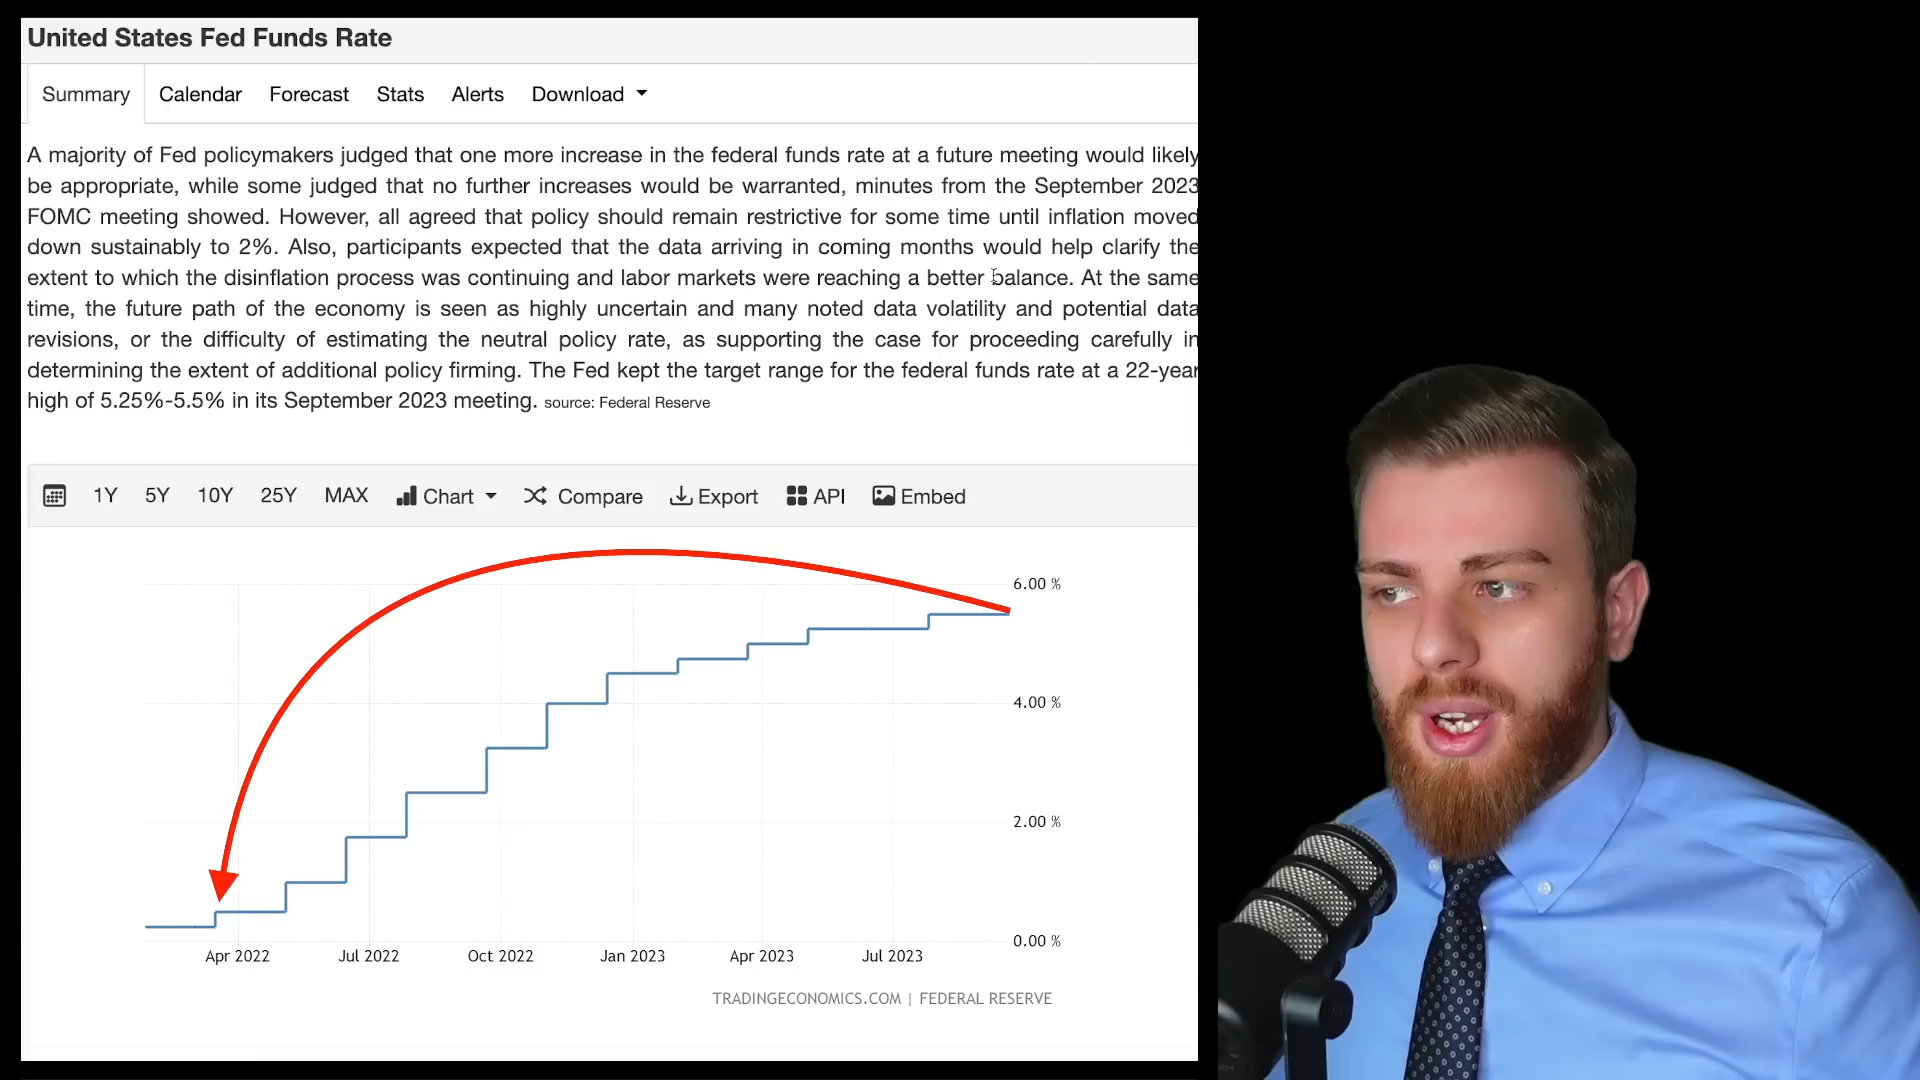 United States Fed Funds Rate
Summary Calendar Forecast Stats Alerts Download
A majority of Fed policymakers judged that one more increase in the federal funds rate at a future meeting would likely
be appropriate, while some judged that no further increases would be warranted, minutes from the September 2023
FOMC meeting showed. However, all agreed that policy should remain restrictive for some time until inflation moved
down sustainably to 2%. Also, participants expected that the data arriving in coming months would help clarify the
extent to which the disinflation process was continuing and labor markets were reaching a better balance. At the same
time, the future path of the economy is seen as highly uncertain and many noted data volatility and potential data
revisions, or the difficulty of estimating the neutral policy rate, as supporting the case for proceeding carefully in
determining the extent of additional policy firming. The Fed kept the target range for the federal funds rate at a 22-year
high of 5.25%-5.5% in its September 2023 meeting. source: Federal Reserve
1Y 5Y 10Y 25Y MAX Chart Compare Export API Embed
6.00 %
4.00 %
2.00 %
0.00 %
Apr 2022 Jul 2022 Oct 2022 Jan 2023 Apr 2023 Jul 2023
TRADINGECONOMICS.COM | FEDERAL RESERVE
RODE